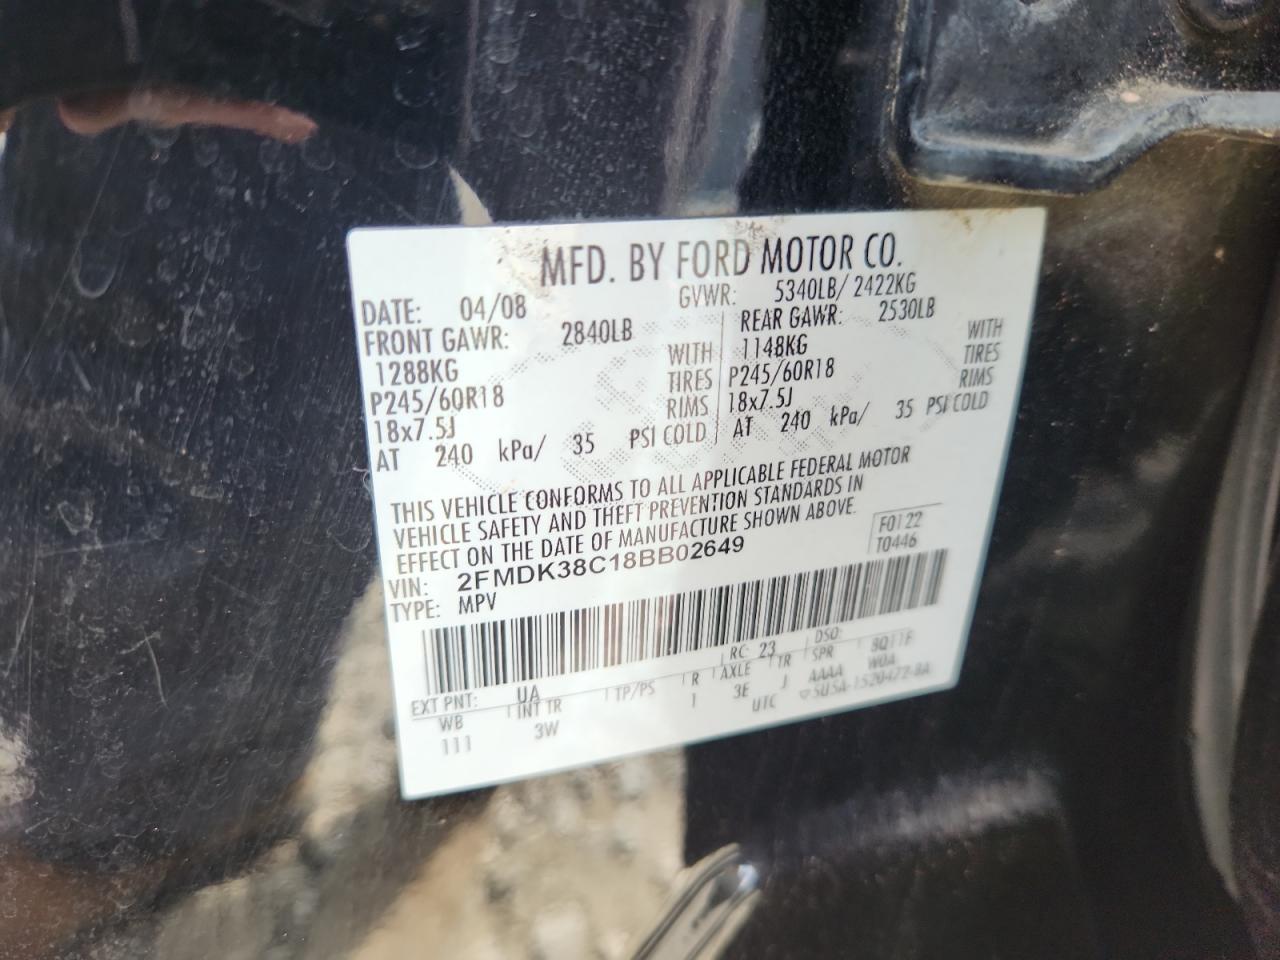 MFD. BY FORD MOTOR CO.
DATE: 04/08 GVWR: 5340LB/ 2422KG
FRONT GAWR: 2840LB REAR GAWR: 2530LB
1288KG WITH 1148KG WITH
P245/60R18 TIRES P245/60R18 TIRES
18x7.5J RIMS 18x7.5J RIMS
AT 240 kPa/ 35 PSI COLD AT 240 kPa/ 35 PSI COLD
THIS VEHICLE CONFORMS TO ALL APPLICABLE FEDERAL MOTOR
VEHICLE SAFETY AND THEFT PREVENTION STANDARDS IN
EFFECT ON THE DATE OF MANUFACTURE SHOWN ABOVE.
F0122
VIN: 2FMDK38C18BB02649 T0446
TYPE: MPV
EXT PNT: UA RC: 23 DSO:
WB INT TR TP/PS R AXLE TR SPR
111 3W 1 3E J AAAA W0A
UTC